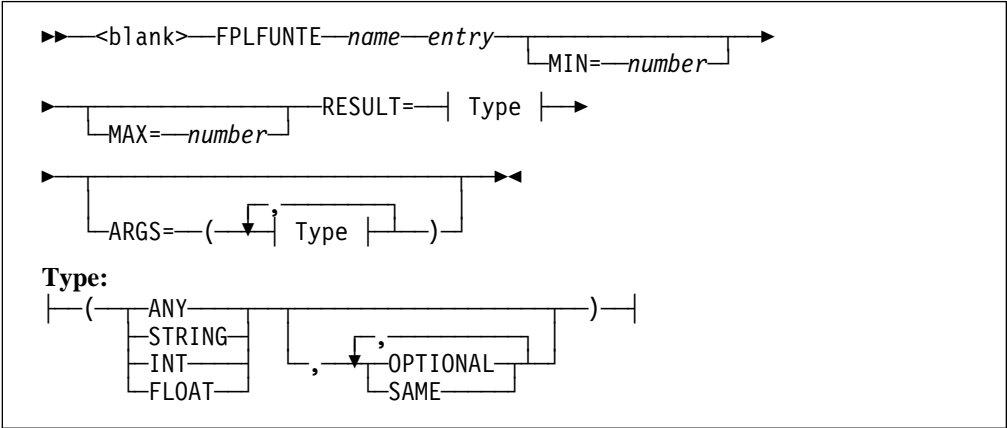 <blank> FPLFUNTE name entry
MIN= number
RESULT= Type
MAX= number
,
ARGS= ( Type )
Type:
( ANY )
STRING ,
INT , OPTIONAL
FLOAT SAME